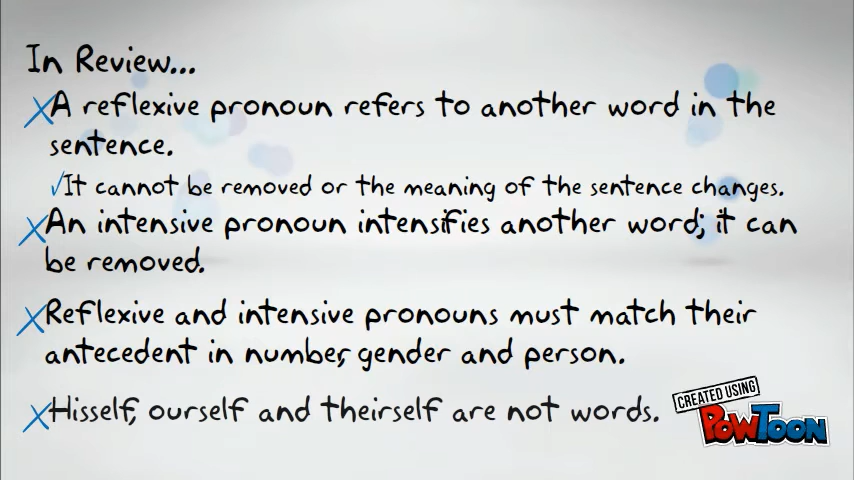 In Review...
A reflexive pronoun refers to another word in the
sentence.
It cannot be removed or the meaning of the sentence changes.
An intensive pronoun intensifies another word; it can
be removed.
Reflexive and intensive pronouns must match their
antecedent in number, gender and person.
Hisself, ourself and theirself are not words.
CREATED USING
POWTOON